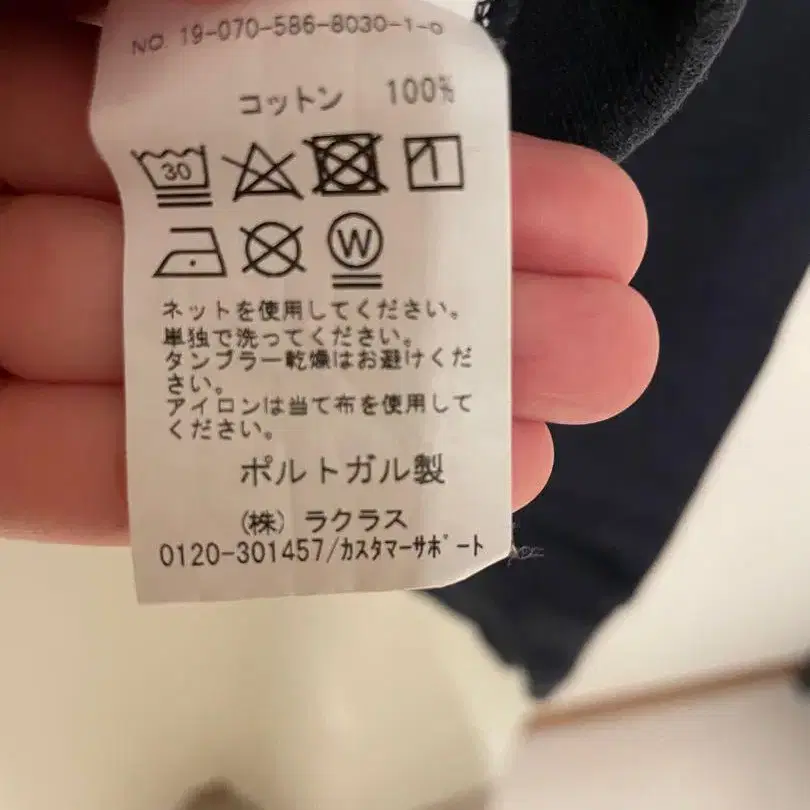 NO. 19-070-586-8030-1-0
コットン 100%
30
W
ネットを使用してください。
単独で洗ってください。
タンブラー乾燥はお避けくだ
さい。
アイロンは当て布を使用して
ください。
ポルトガル製
(株) ラクラス
0120-301457/カスタマーサポート